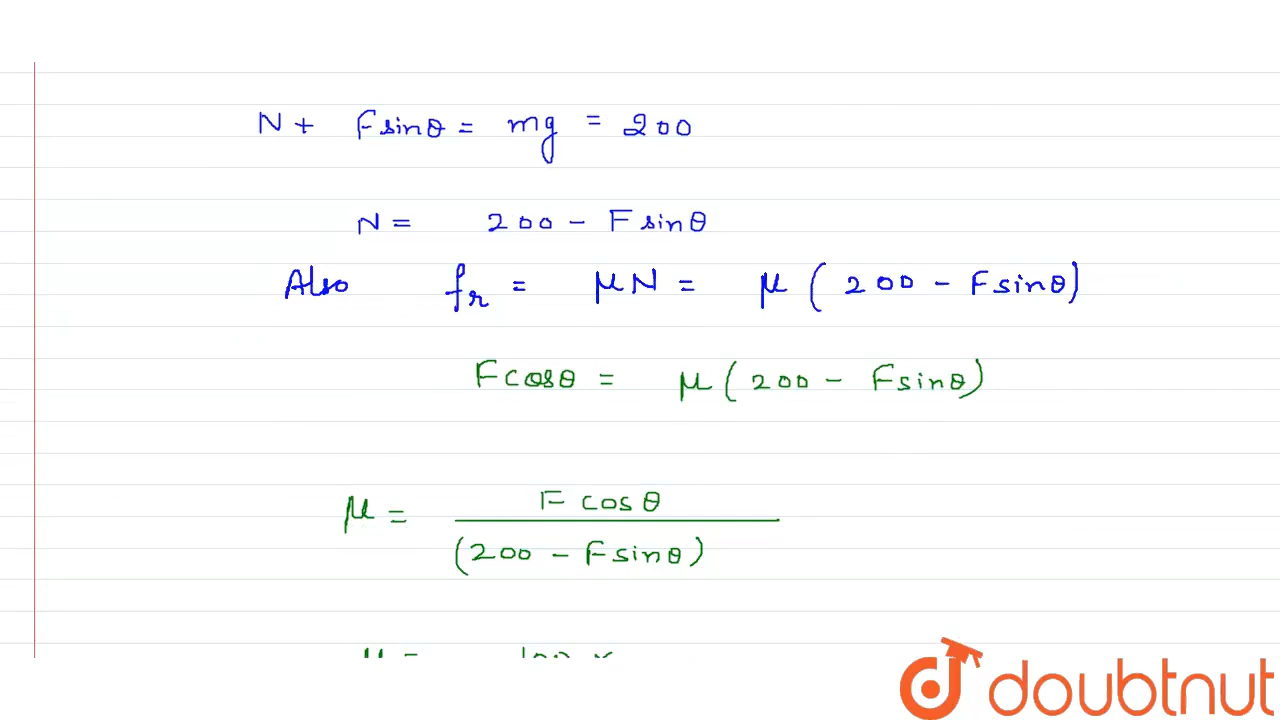 N + F sinθ = mg = 200
N = 200 - F sinθ
Also fr = μN = μ ( 200 - F sinθ)
F cosθ = μ ( 200 - F sinθ)
μ = F cosθ
(200 - F sinθ)
doubtnut